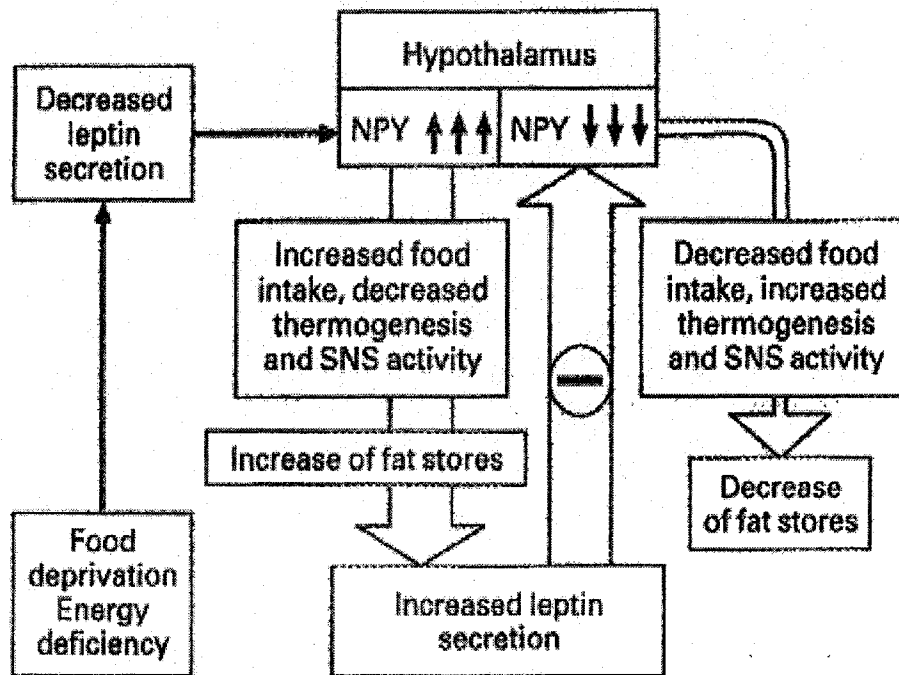 Hypothalamus
NPY ↑↑↑
NPY ↓↓↓
Decreased
leptin
secretion
Increased food
intake, decreased
thermogenesis
and SNS activity
Decreased food
intake, increased
thermogenesis
and SNS activity
−
Increase of fat stores
Decrease
of fat stores
Food
deprivation
Energy
deficiency
Increased leptin
secretion